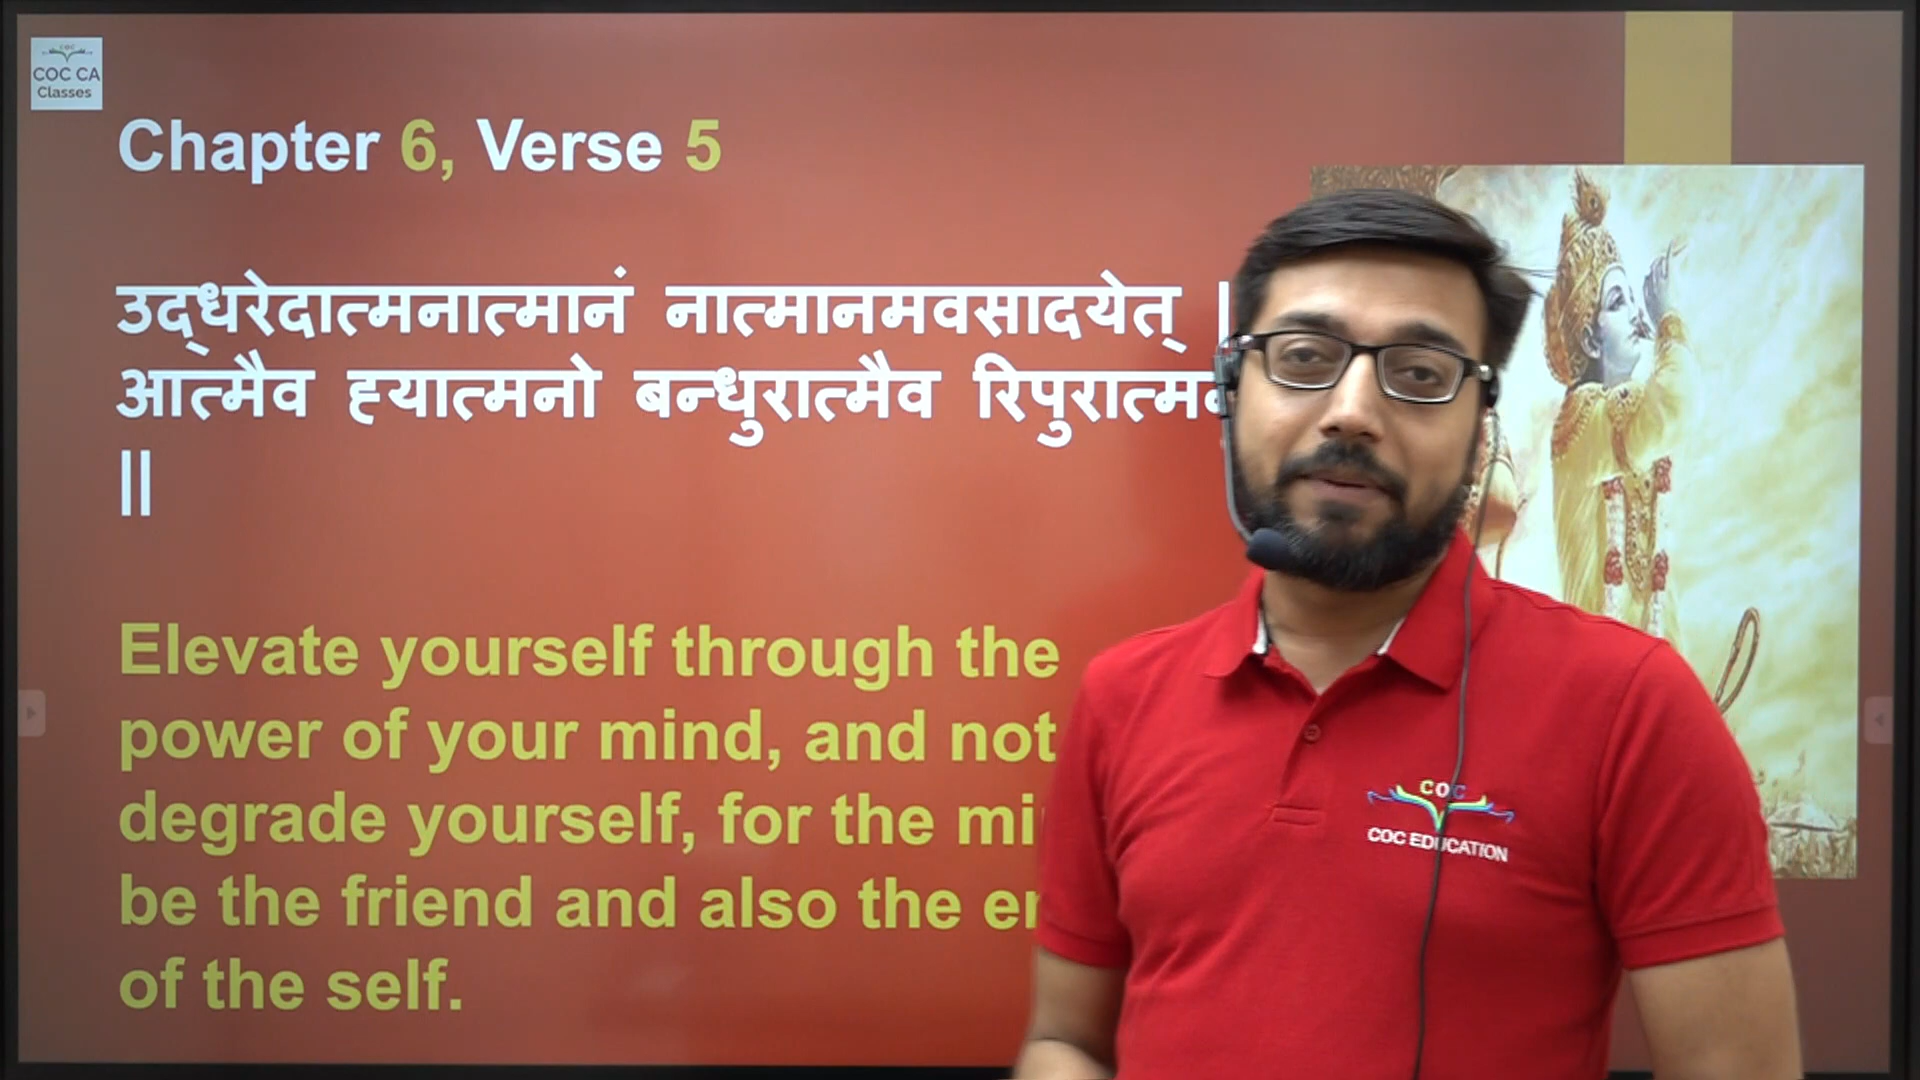 COC
COC CA
Classes
Chapter 6, Verse 5
उद्धरेदात्मनात्मानं नात्मानमवसादयेत् |
आत्मैव ह्यात्मनो बन्धुरात्मैव
||
Elevate yourself through the
power of your mind, and not
degrade yourself, for the
be the friend and also the
of the self.
COC
COC EDUCATION